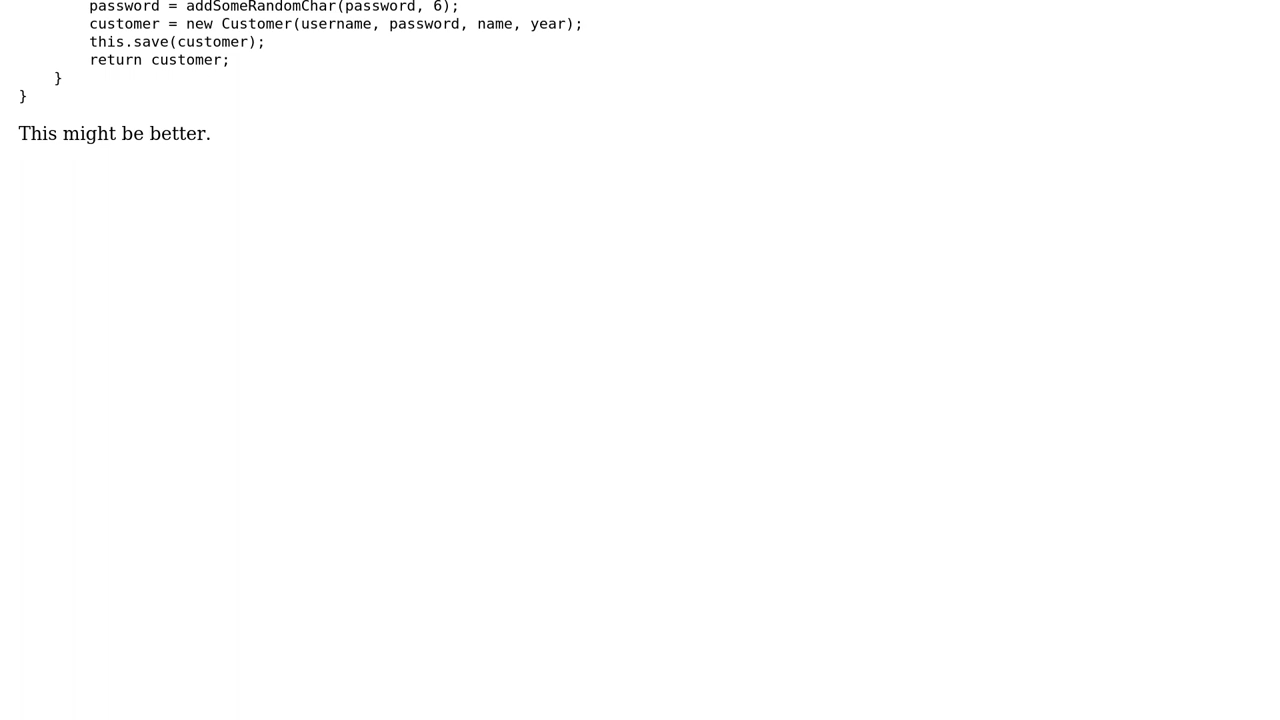 password = addSomeRandomChar(password, 6);
        customer = new Customer(username, password, name, year);
        this.save(customer);
        return customer;
    }
}
This might be better.